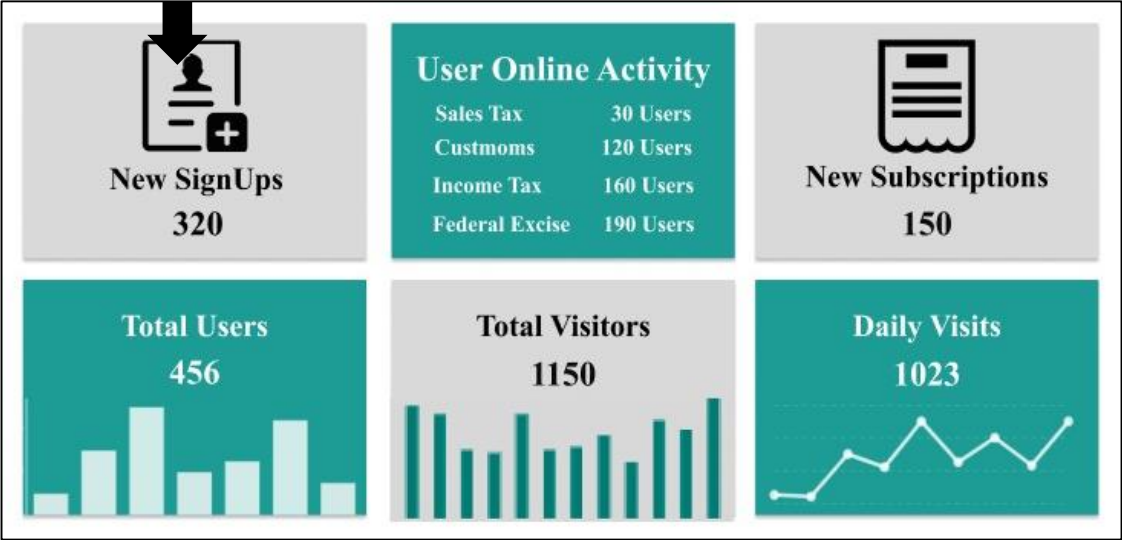 New SignUps
320
User Online Activity
Sales Tax 30 Users
Custmoms 120 Users
Income Tax 160 Users
Federal Excise 190 Users
New Subscriptions
150
Total Users
456
Total Visitors
1150
Daily Visits
1023